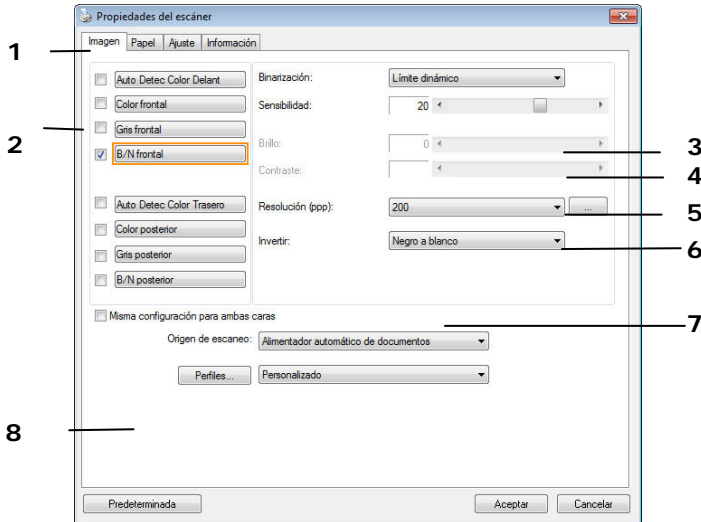 Propiedades del escáner
Imagen Papel Ajuste Información
1
Auto Detec Color Delant
Binarización: Límite dinámico
Color frontal
Sensibilidad: 20
2
Gris frontal
Brillo: 0
3
B/N frontal
Contraste:
4
Auto Detec Color Trasero
Resolución (ppp): 200 ...
5
Color posterior
Invertir: Negro a blanco
6
Gris posterior
B/N posterior
Misma configuración para ambas caras
7
Origen de escaneo: Alimentador automático de documentos
Perfiles... Personalizado
8
Predeterminada Aceptar Cancelar